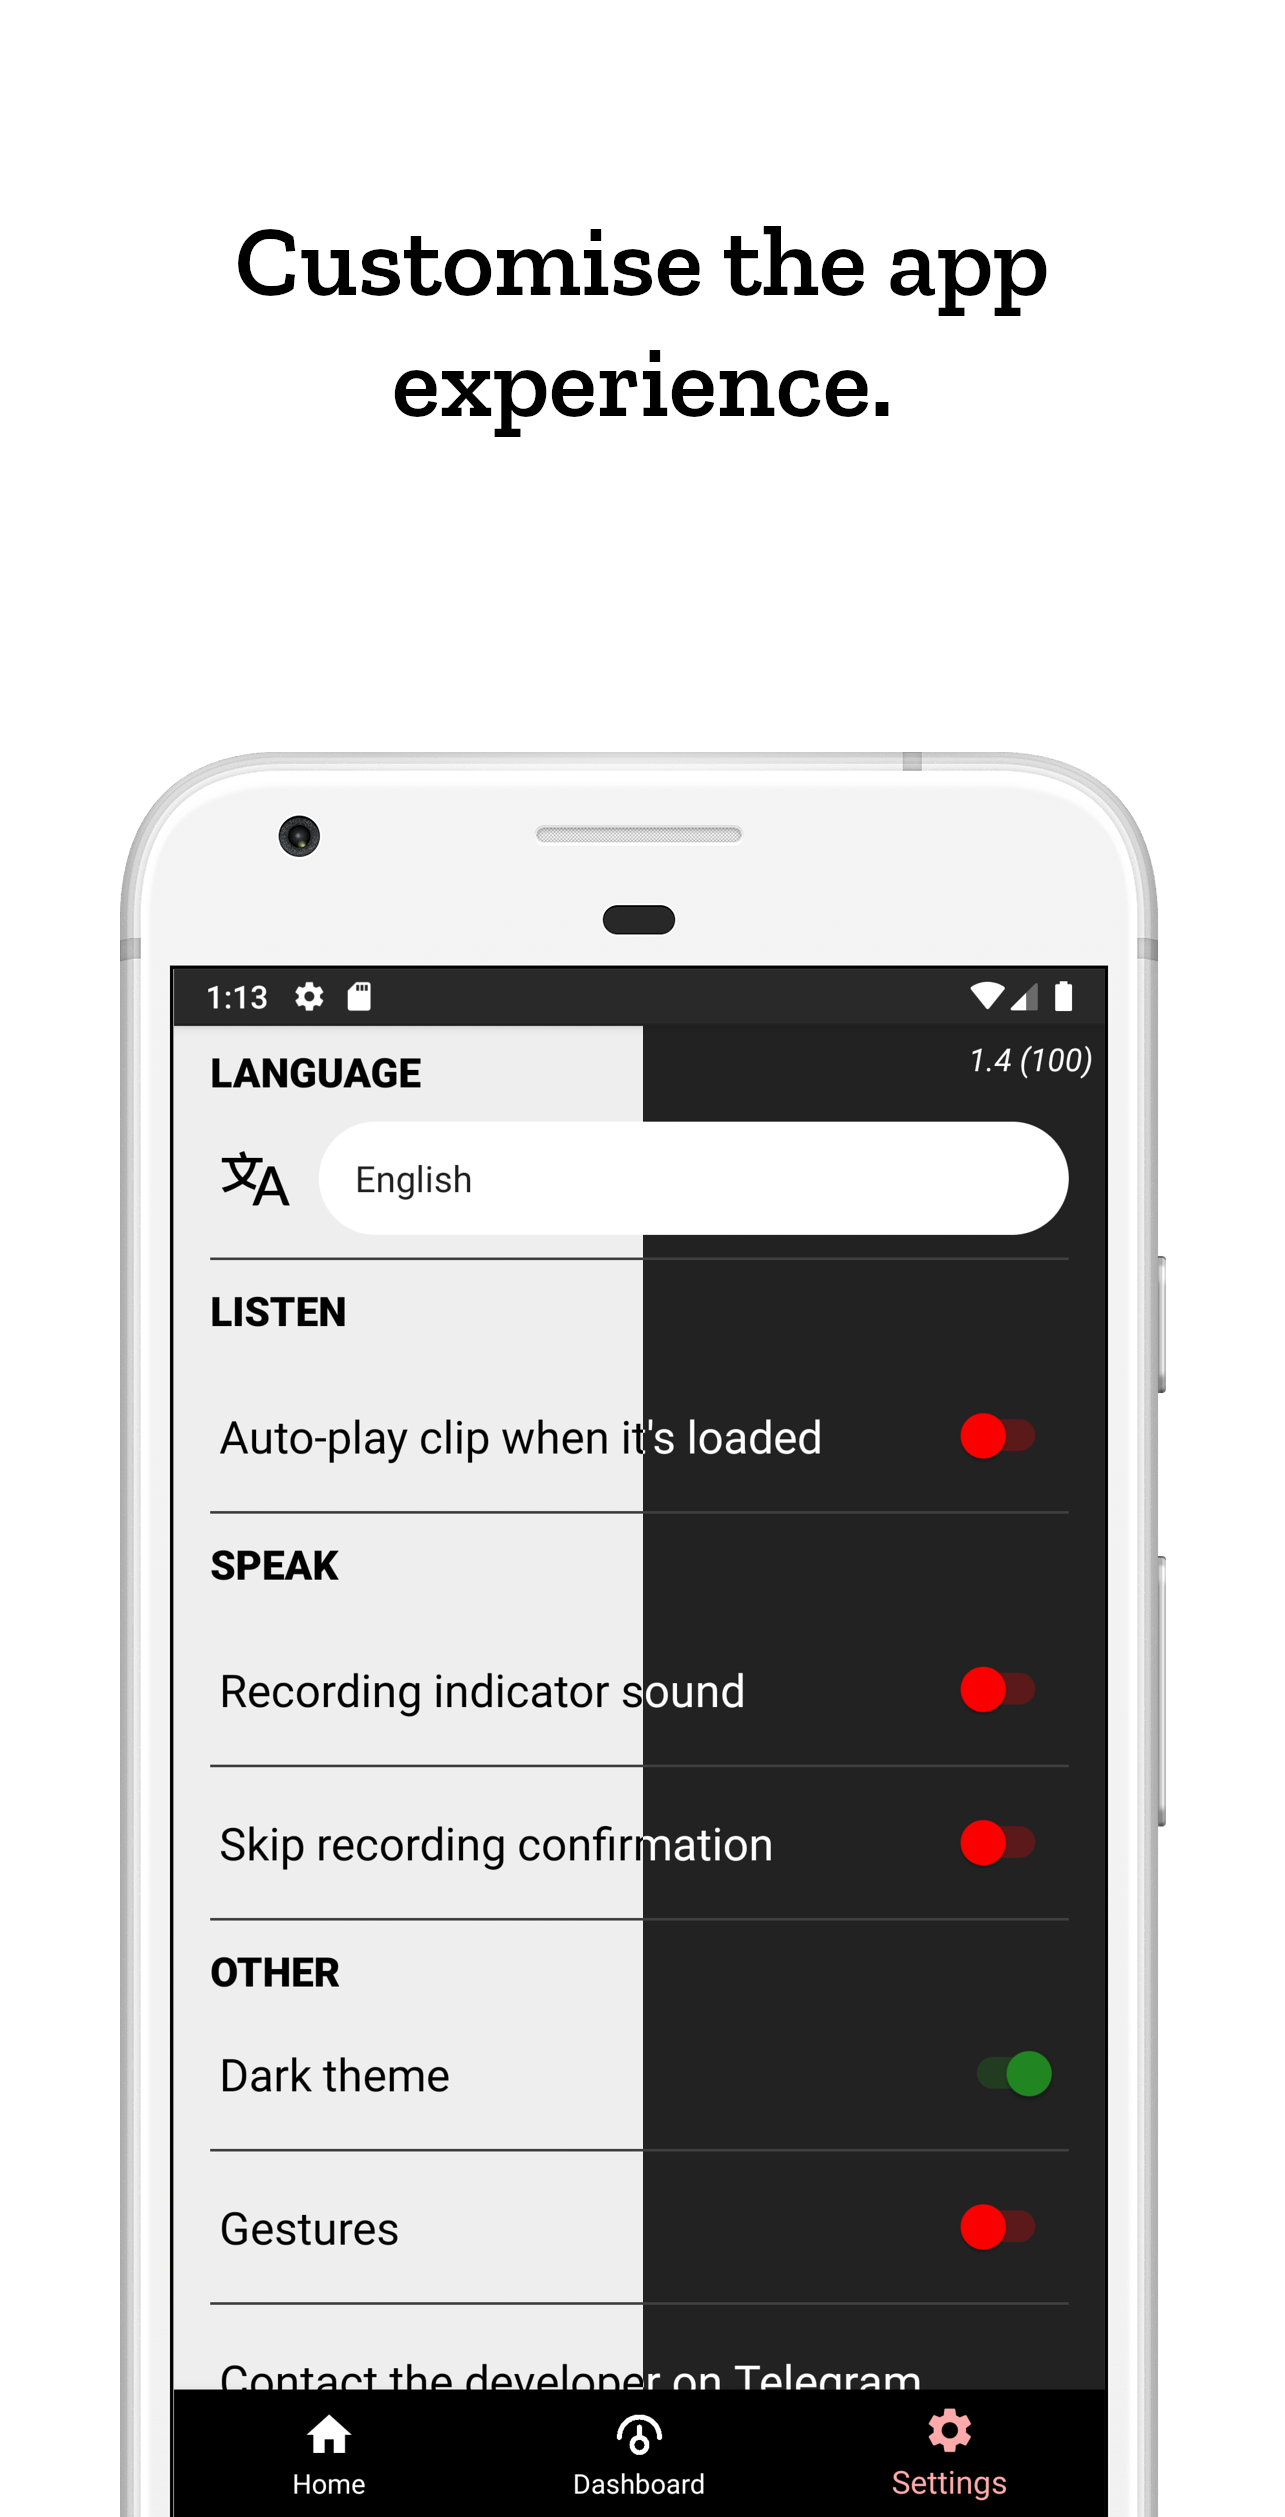 Customise the app
experience.
1:13
1.4 (100)
LANGUAGE
English
LISTEN
Auto-play clip when it's loaded
SPEAK
Recording indicator sound
Skip recording confirmation
OTHER
Dark theme
Gestures
Contact the developer on Telegram
Home
Dashboard
Settings